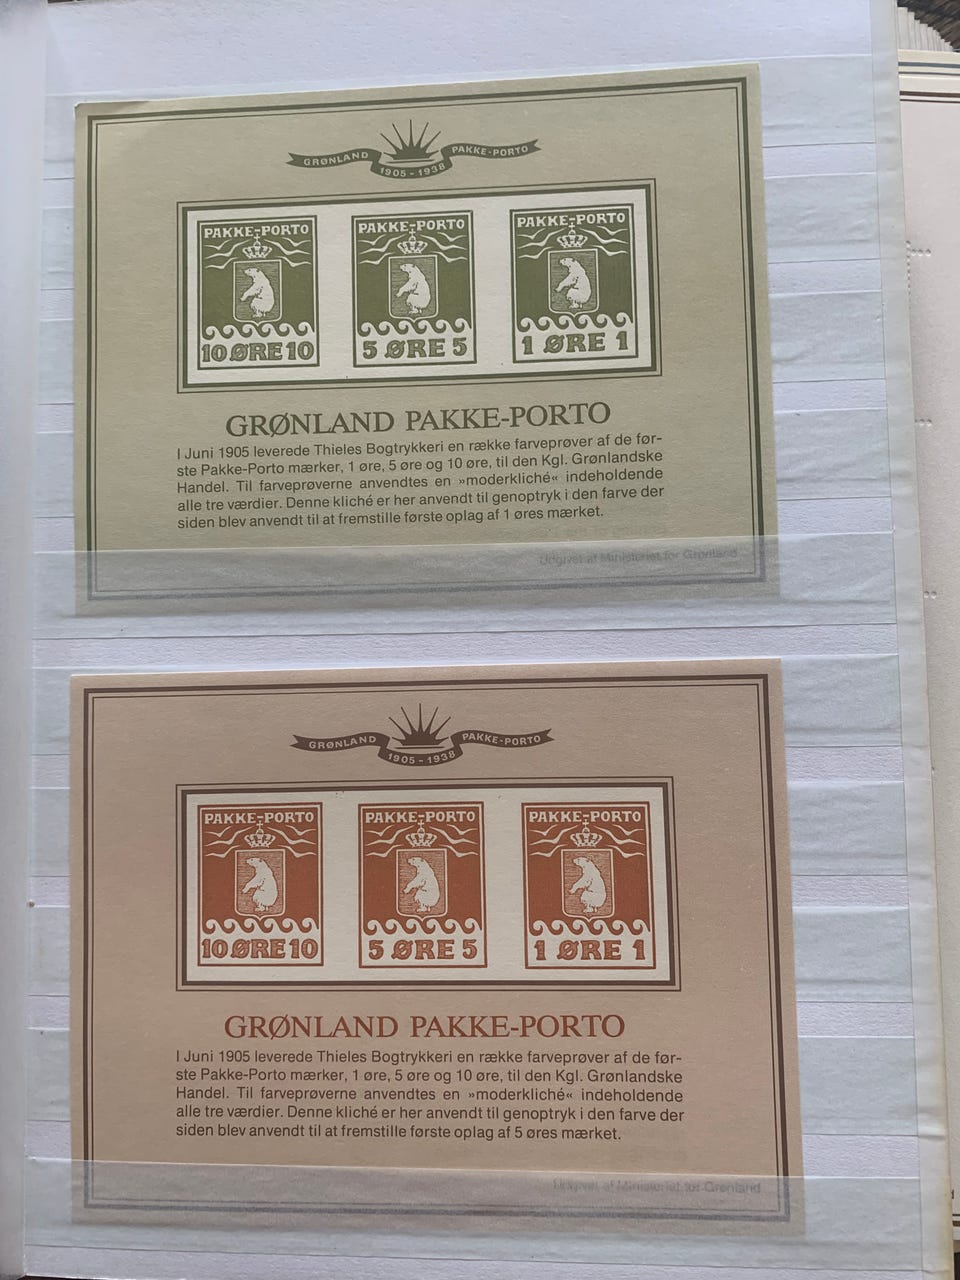 GRØNLAND PAKKE-PORTO
1905 - 1938
PAKKE-PORTO PAKKE-PORTO PAKKE-PORTO
10 ØRE 10 5 ØRE 5 1 ØRE 1
GRØNLAND PAKKE-PORTO
I Juni 1905 leverede Thieles Bogtrykkeri en række farveprøver af de før-
ste Pakke-Porto mærker, 1 øre, 5 øre og 10 øre, til den Kgl. Grønlandske
Handel. Til farveprøverne anvendtes en »moderkliché« indeholdende
alle tre værdier. Denne kliché er her anvendt til genoptryk i den farve der
siden blev anvendt til at fremstille første oplag af 1 øres mærket.
Udgivet af Ministeriet for Grønland
GRØNLAND PAKKE-PORTO
1905 - 1938
PAKKE-PORTO PAKKE-PORTO PAKKE-PORTO
10 ØRE 10 5 ØRE 5 1 ØRE 1
GRØNLAND PAKKE-PORTO
I Juni 1905 leverede Thieles Bogtrykkeri en række farveprøver af de før-
ste Pakke-Porto mærker, 1 øre, 5 øre og 10 øre, til den Kgl. Grønlandske
Handel. Til farveprøverne anvendtes en »moderkliché« indeholdende
alle tre værdier. Denne kliché er her anvendt til genoptryk i den farve der
siden blev anvendt til at fremstille første oplag af 5 øres mærket.
Udgivet af Ministeriet for Grønland